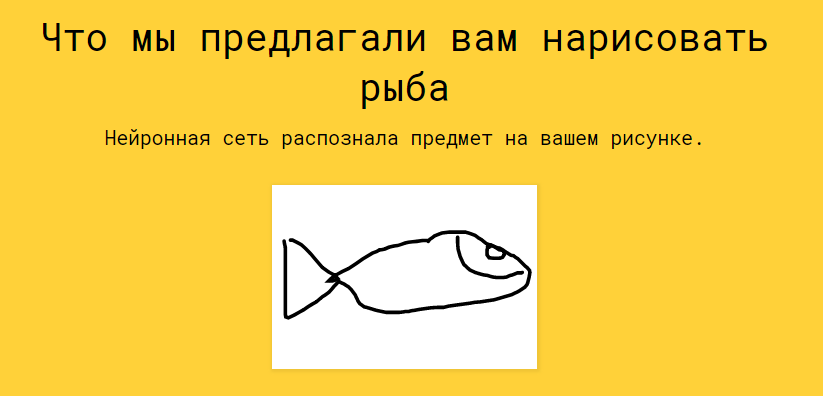 Что мы предлагали вам нарисовать
рыба
Нейронная сеть распознала предмет на вашем рисунке.